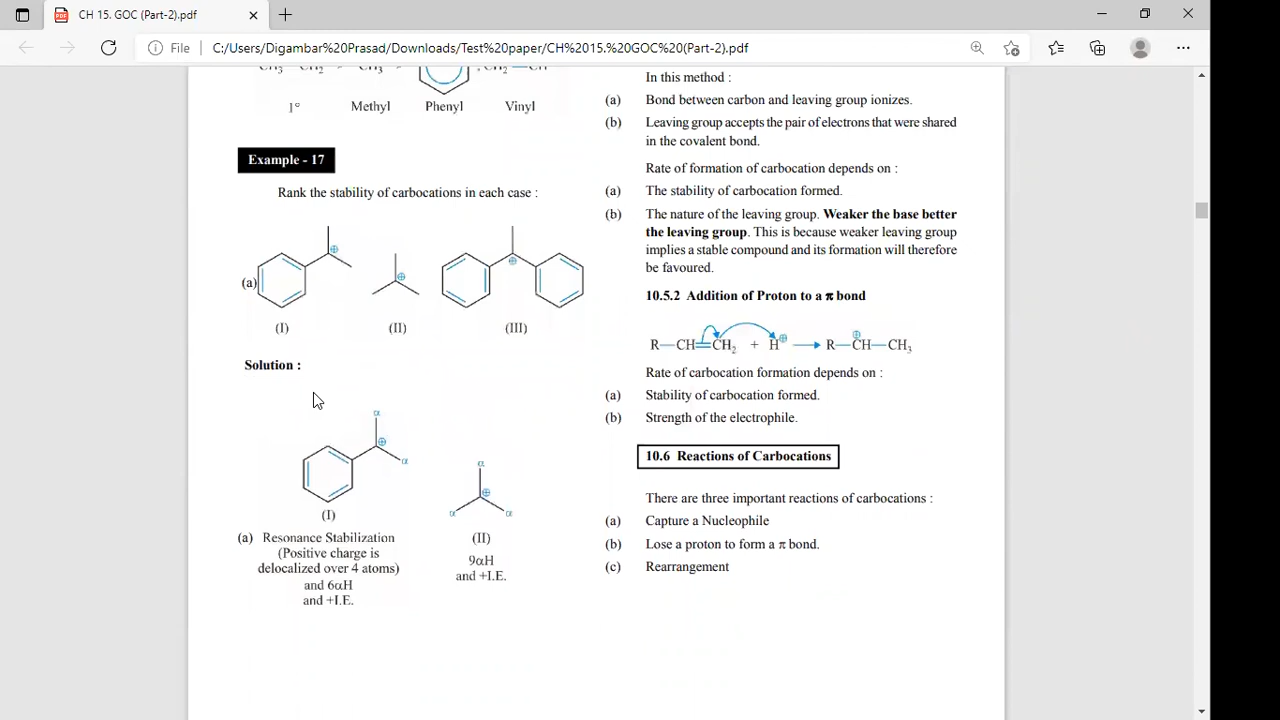 CH 15. GOC (Part-2).pdf
File
C:/Users/Digambar%20Prasad/Downloads/Test%20paper/CH%2015.%20GOC%20(Part-2).pdf
1° Methyl Phenyl Vinyl
Example - 17
Rank the stability of carbocations in each case :
(a)
(I) (II) (III)
Solution :
α
α
(I)
α
α α
(II)
(a) Resonance Stabilization
(Positive charge is
delocalized over 4 atoms)
and 6αH
and +I.E.
9αH
and +I.E.
In this method :
(a) Bond between carbon and leaving group ionizes.
(b) Leaving group accepts the pair of electrons that were shared
in the covalent bond.
Rate of formation of carbocation depends on :
(a) The stability of carbocation formed.
(b) The nature of the leaving group. Weaker the base better
the leaving group. This is because weaker leaving group
implies a stable compound and its formation will therefore
be favoured.
10.5.2 Addition of Proton to a π bond
R—CH=CH₂ + H⊕ → R—C⊕H—CH₃
Rate of carbocation formation depends on :
(a) Stability of carbocation formed.
(b) Strength of the electrophile.
10.6 Reactions of Carbocations
There are three important reactions of carbocations :
(a) Capture a Nucleophile
(b) Lose a proton to form a π bond.
(c) Rearrangement